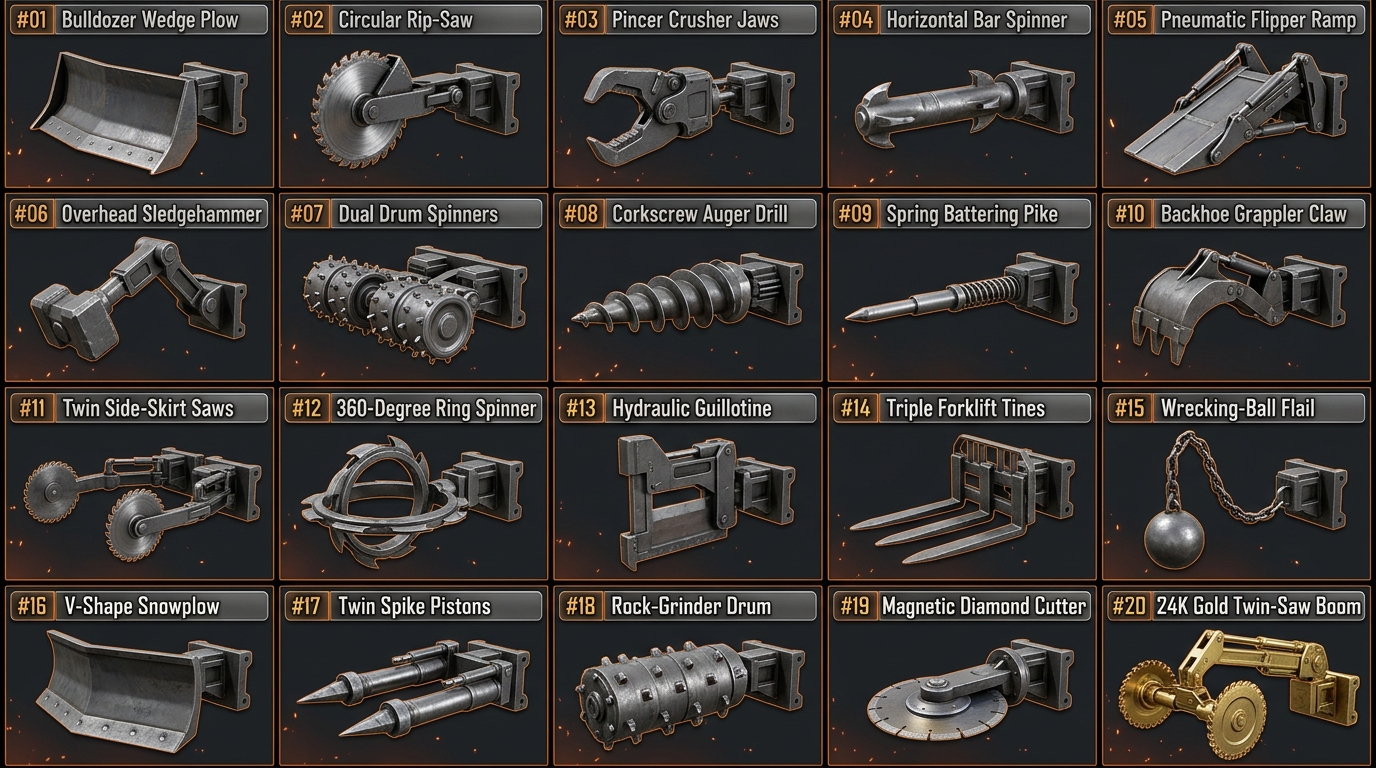 #01 Bulldozer Wedge Plow
#02 Circular Rip-Saw
#03 Pincer Crusher Jaws
#04 Horizontal Bar Spinner
#05 Pneumatic Flipper Ramp
#06 Overhead Sledgehammer
#07 Dual Drum Spinners
#08 Corkscrew Auger Drill
#09 Spring Battering Pike
#10 Backhoe Grappler Claw
#11 Twin Side-Skirt Saws
#12 360-Degree Ring Spinner
#13 Hydraulic Guillotine
#14 Triple Forklift Tines
#15 Wrecking-Ball Flail
#16 V-Shape Snowplow
#17 Twin Spike Pistons
#18 Rock-Grinder Drum
#19 Magnetic Diamond Cutter
#20 24K Gold Twin-Saw Boom